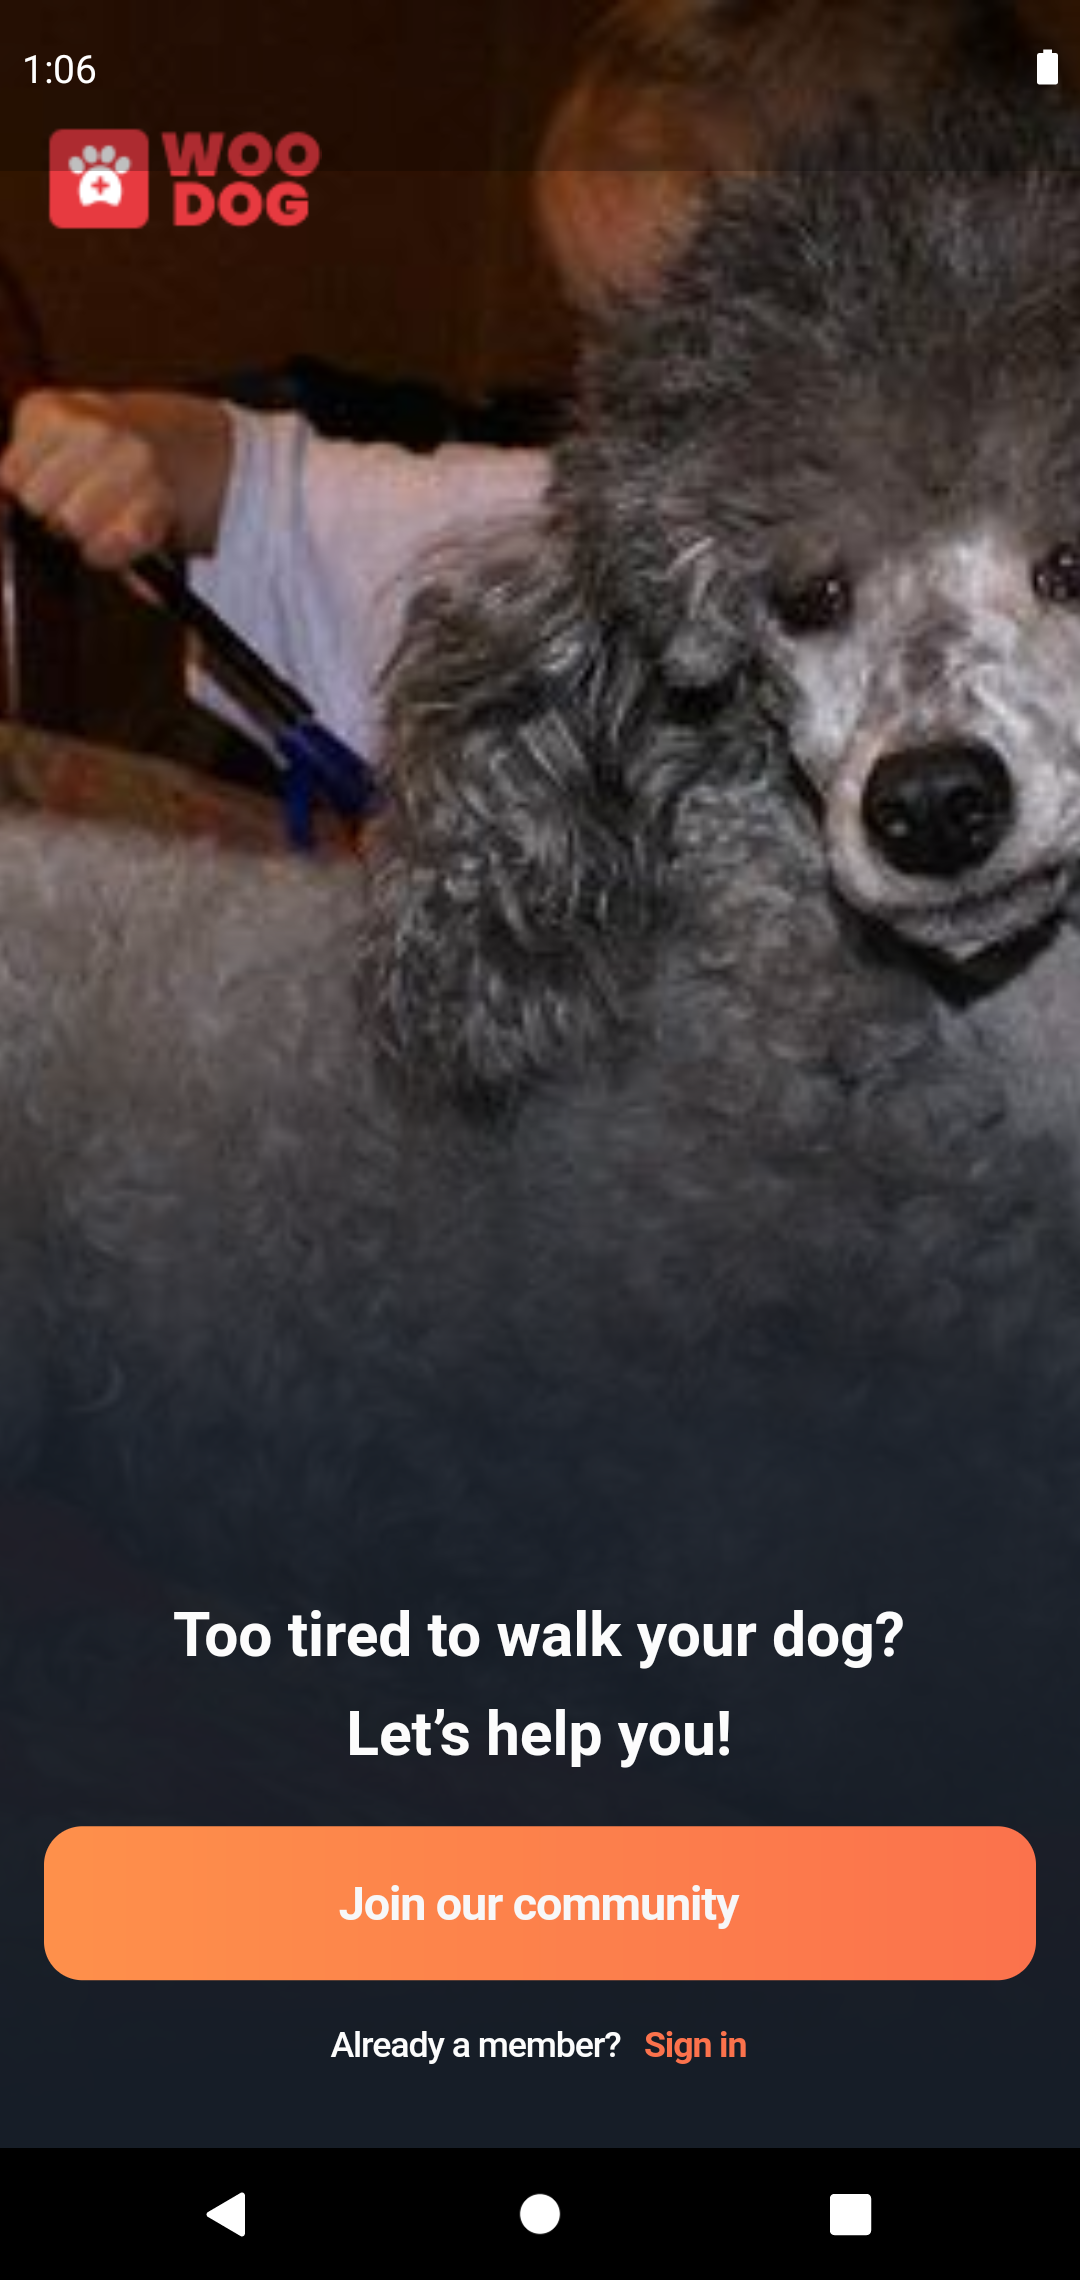 1:06
WOO
DOG
Too tired to walk your dog?
Let’s help you!
Join our community
Already a member? Sign in